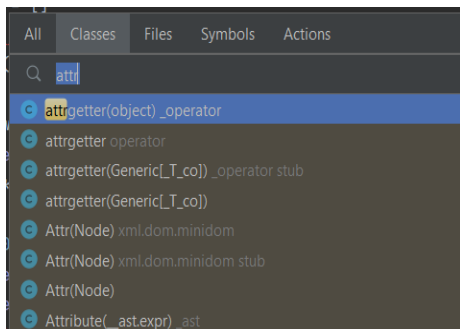 All Classes Files Symbols Actions
attr
attrgetter(object) _operator
attrgetter operator
attrgetter(Generic[_T_co]) _operator stub
attrgetter(Generic[_T_co])
Attr(Node) xml.dom.minidom
Attr(Node) xml.dom.minidom stub
Attr(Node)
Attribute(_ast.expr) _ast